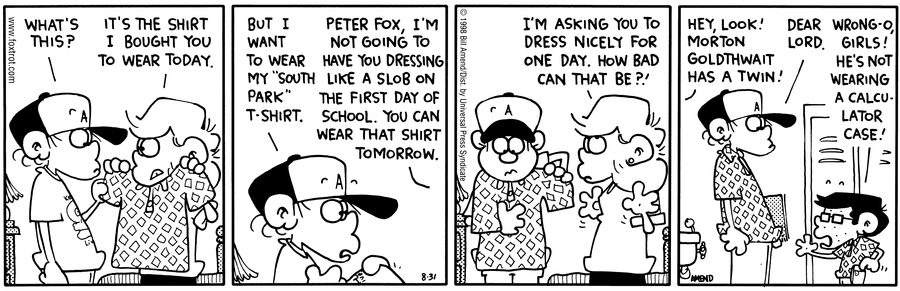 WHAT'S
THIS?
IT'S THE SHIRT
I BOUGHT YOU
TO WEAR TODAY.
A
www.foxtrot.com
BUT I
WANT
TO WEAR
MY "SOUTH
PARK"
T-SHIRT.
PETER FOX, I'M
NOT GOING TO
HAVE YOU DRESSING
LIKE A SLOB ON
THE FIRST DAY OF
SCHOOL. YOU CAN
WEAR THAT SHIRT
TOMORROW.
A
8-31
© 1998 Bill Amend/Dist. by Universal Press Syndicate
I'M ASKING YOU TO
DRESS NICELY FOR
ONE DAY. HOW BAD
CAN THAT BE?!
A
HEY, LOOK!
MORTON
GOLDTHWAIT
HAS A TWIN!
DEAR
LORD.
WRONG-O,
GIRLS!
HE'S NOT
WEARING
A CALCU-
LATOR
CASE!
A
AMEND